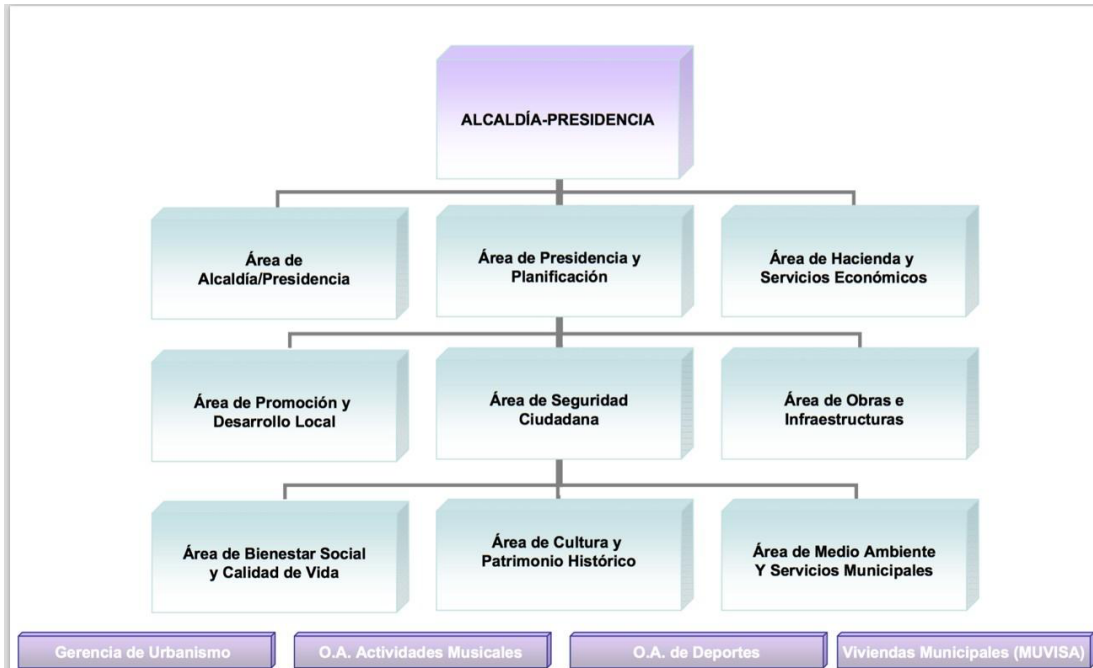 ALCALDÍA-PRESIDENCIA
Área de
Alcaldía/Presidencia
Área de Presidencia y
Planificación
Área de Hacienda y
Servicios Económicos
Área de Promoción y
Desarrollo Local
Área de Seguridad
Ciudadana
Área de Obras e
Infraestructuras
Área de Bienestar Social
y Calidad de Vida
Área de Cultura y
Patrimonio Histórico
Área de Medio Ambiente
Y Servicios Municipales
Gerencia de Urbanismo
O.A. Actividades Musicales
O.A. de Deportes
Viviendas Municipales (MUVISA)